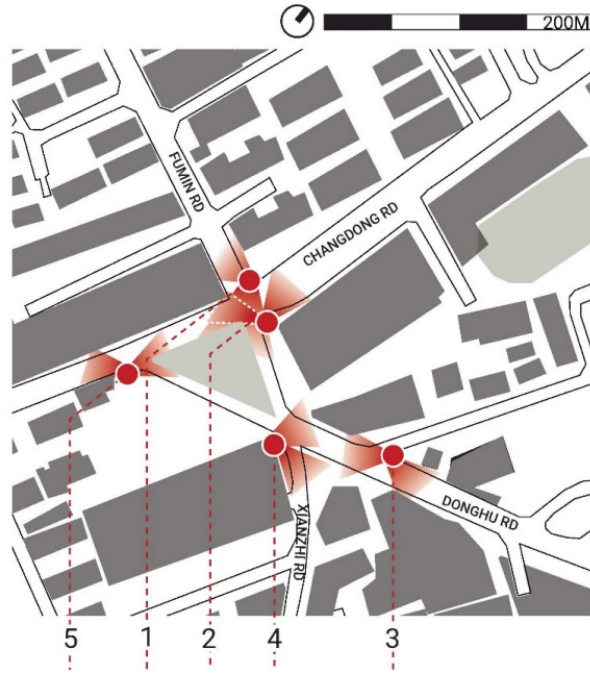 200M
FUMIN RD
CHANGDONG RD
DONGHU RD
XIANZHI RD
5 1 2 4 3